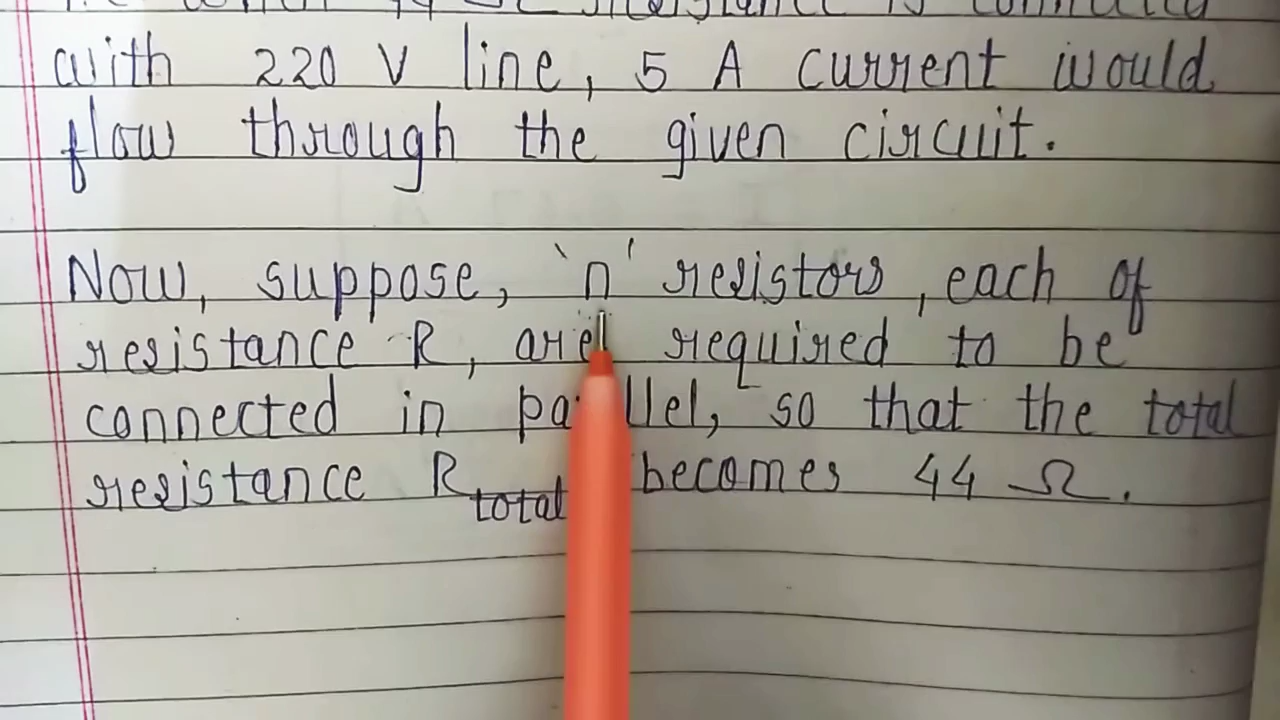 with 220 V line, 5 A current would
flow through the given circuit.
Now, suppose, 'n' resistors, each of
resistance R, are required to be
connected in parallel, so that the total
resistance R total becomes 44 Ω.